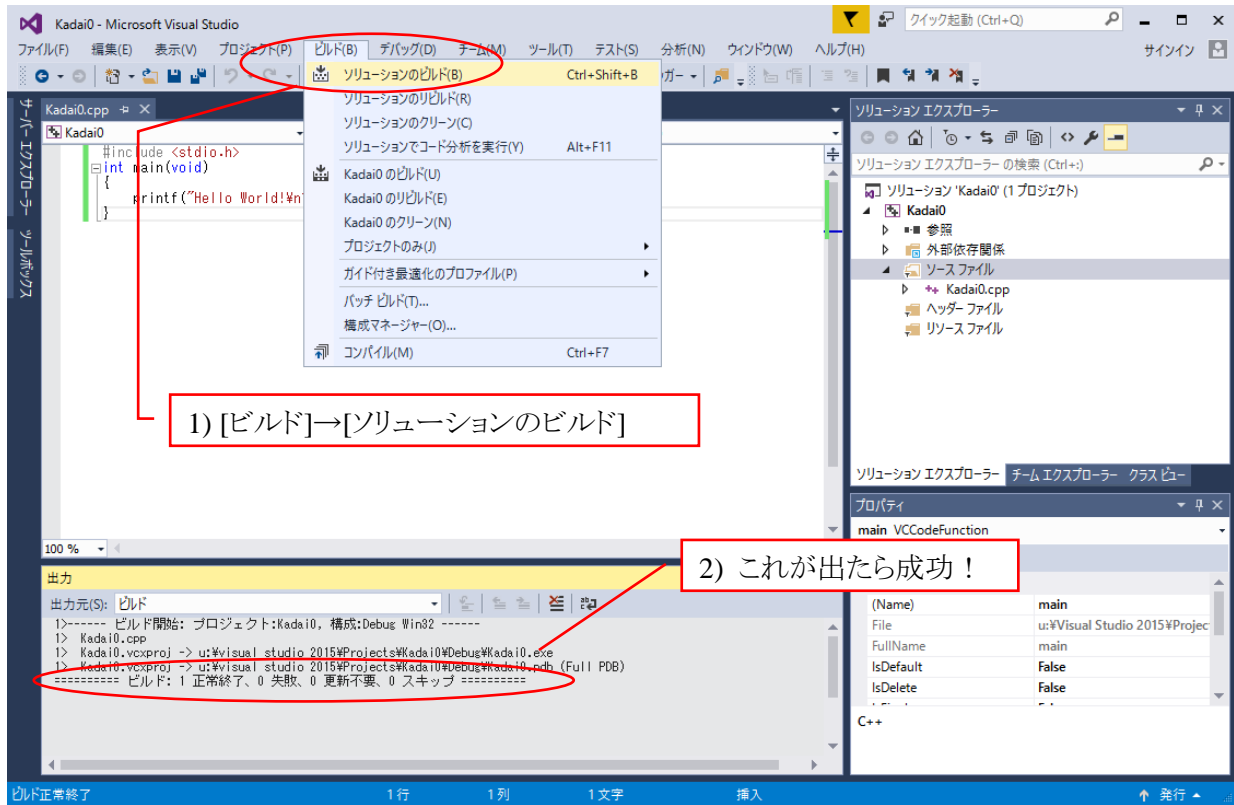 Kadai0 - Microsoft Visual Studio
クイック起動 (Ctrl+Q)
ファイル(F) 編集(E) 表示(V) プロジェクト(P) ビルド(B) デバッグ(D) チーム(M) ツール(T) テスト(S) 分析(N) ウィンドウ(W) ヘルプ(H) サインイン
ソリューションのビルド(B) Ctrl+Shift+B
ソリューションのリビルド(R)
ソリューションのクリーン(C)
ソリューションでコード分析を実行(Y) Alt+F11
Kadai0 のビルド(U)
Kadai0 のリビルド(E)
Kadai0 のクリーン(N)
プロジェクトのみ(J)
ガイド付き最適化のプロファイル(P)
バッチ ビルド(T)...
構成マネージャー(O)...
コンパイル(M) Ctrl+F7
ガー
サーバー エクスプローラー
ツールボックス
Kadai0.cpp
Kadai0
#include <stdio.h>
int main(void)
{
printf("Hello World!¥n
}
1) [ビルド]→[ソリューションのビルド]
100 %
ソリューション エクスプローラー
ソリューション エクスプローラー の検索 (Ctrl+:)
ソリューション 'Kadai0' (1 プロジェクト)
Kadai0
参照
外部依存関係
ソース ファイル
Kadai0.cpp
ヘッダー ファイル
リソース ファイル
ソリューション エクスプローラー チーム エクスプローラー クラス ビュー
プロパティ
main VCCodeFunction
2) これが出たら成功！
(Name) main
File u:¥Visual Studio 2015¥Projec
FullName main
IsDefault False
IsDelete False
C++
出力
出力元(S): ビルド
1>------ ビルド開始: プロジェクト:Kadai0, 構成:Debug Win32 ------
1> Kadai0.cpp
1> Kadai0.vcxproj -> u:¥visual studio 2015¥Projects¥Kadai0¥Debug¥Kadai0.exe
1> Kadai0.vcxproj -> u:¥visual studio 2015¥Projects¥Kadai0¥Debug¥Kadai0.pdb (Full PDB)
========== ビルド: 1 正常終了、0 失敗、0 更新不要、0 スキップ ==========
ビルド正常終了 1 行 1 列 1 文字 挿入 発行